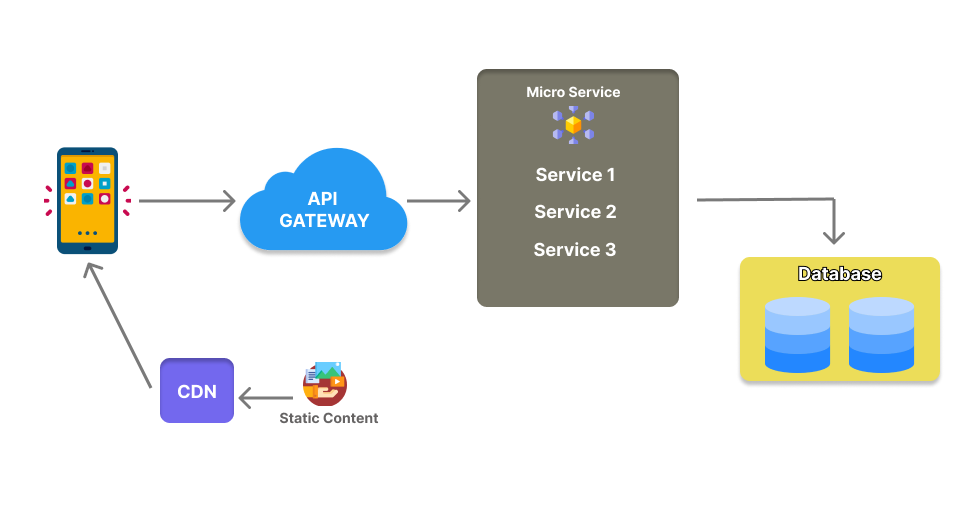 Micro Service
API
GATEWAY
Service 1
Service 2
Service 3
Database
CDN
Static Content